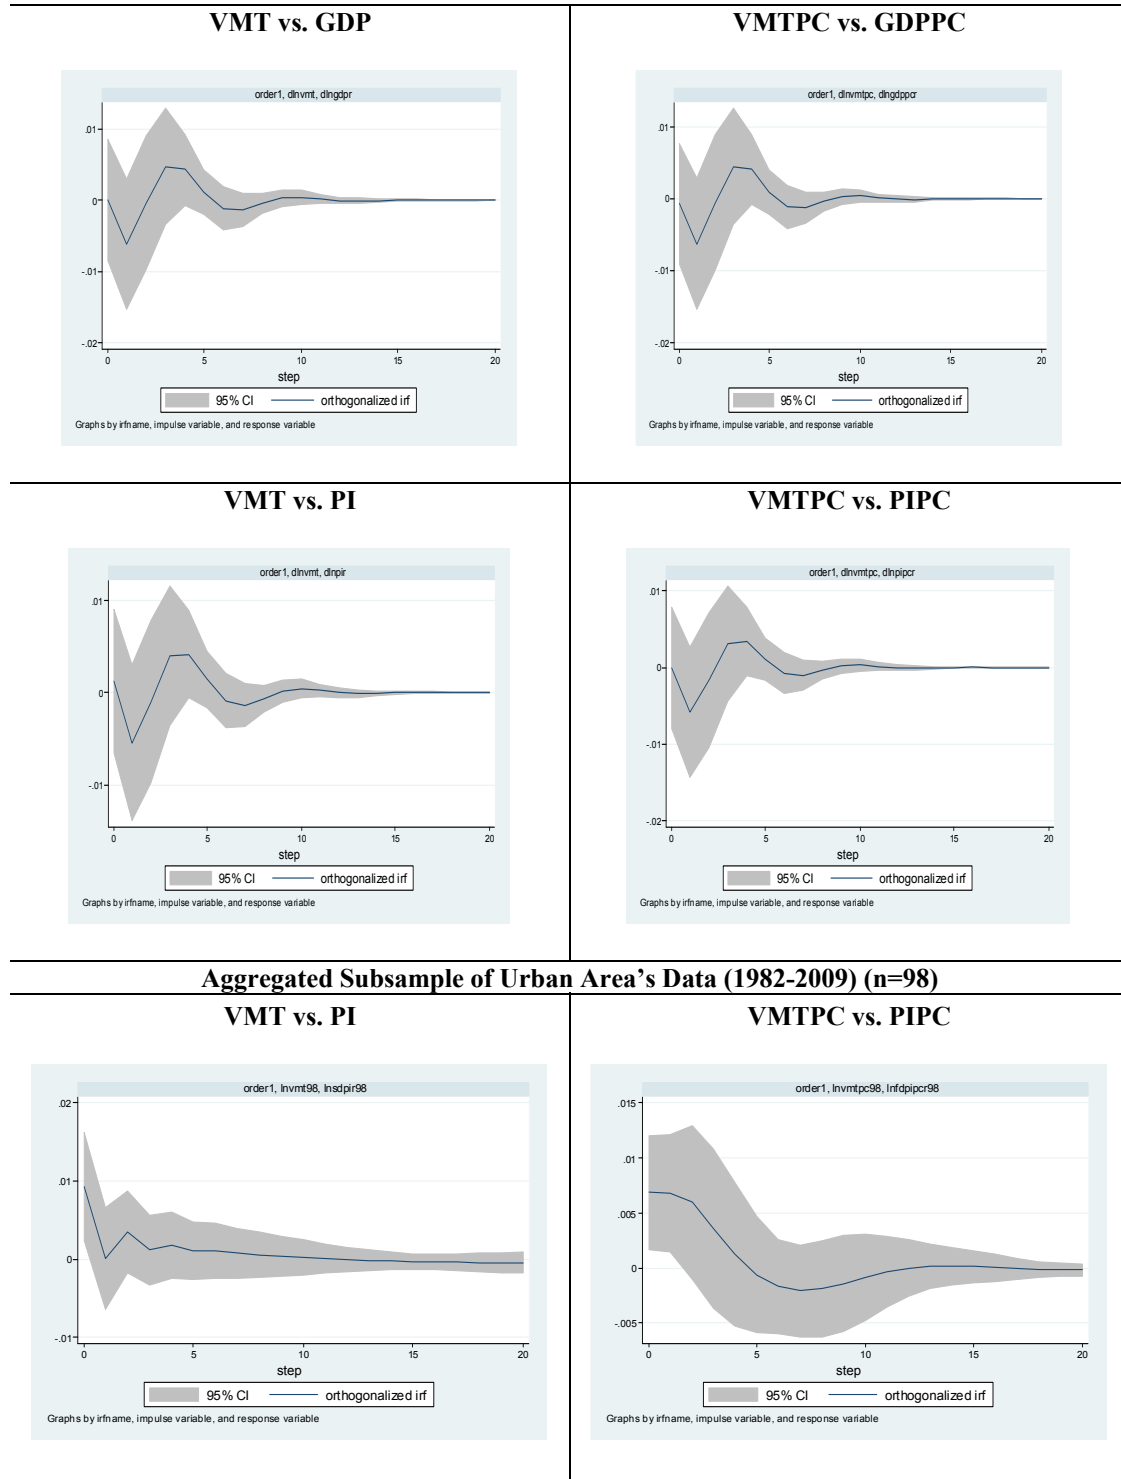 VMT vs. GDP
VMTPC vs. GDPPC
order1, dlnvmt, dlngdpr
.01
0
-.01
-.02
0 5 10 15 20
step
95% CI orthogonalized irf
Graphs by irfname, impulse variable, and response variable
order1, dlnvmtpc, dlngdppcr
.01
0
-.01
-.02
0 5 10 15 20
step
95% CI orthogonalized irf
Graphs by irfname, impulse variable, and response variable
VMT vs. PI
VMTPC vs. PIPC
order1, dlnvmt, dlnpir
.01
0
-.01
0 5 10 15 20
step
95% CI orthogonalized irf
Graphs by irfname, impulse variable, and response variable
order1, dlnvmtpc, dlnpipcr
.01
0
-.01
-.02
0 5 10 15 20
step
95% CI orthogonalized irf
Graphs by irfname, impulse variable, and response variable
Aggregated Subsample of Urban Area's Data (1982-2009) (n=98)
VMT vs. PI
VMTPC vs. PIPC
order1, lnvmt98, lnsdpir98
.02
.01
0
-.01
0 5 10 15 20
step
95% CI orthogonalized irf
Graphs by irfname, impulse variable, and response variable
order1, lnvmtpc98, lnfdpipcr98
.015
.01
.005
0
-.005
0 5 10 15 20
step
95% CI orthogonalized irf
Graphs by irfname, impulse variable, and response variable